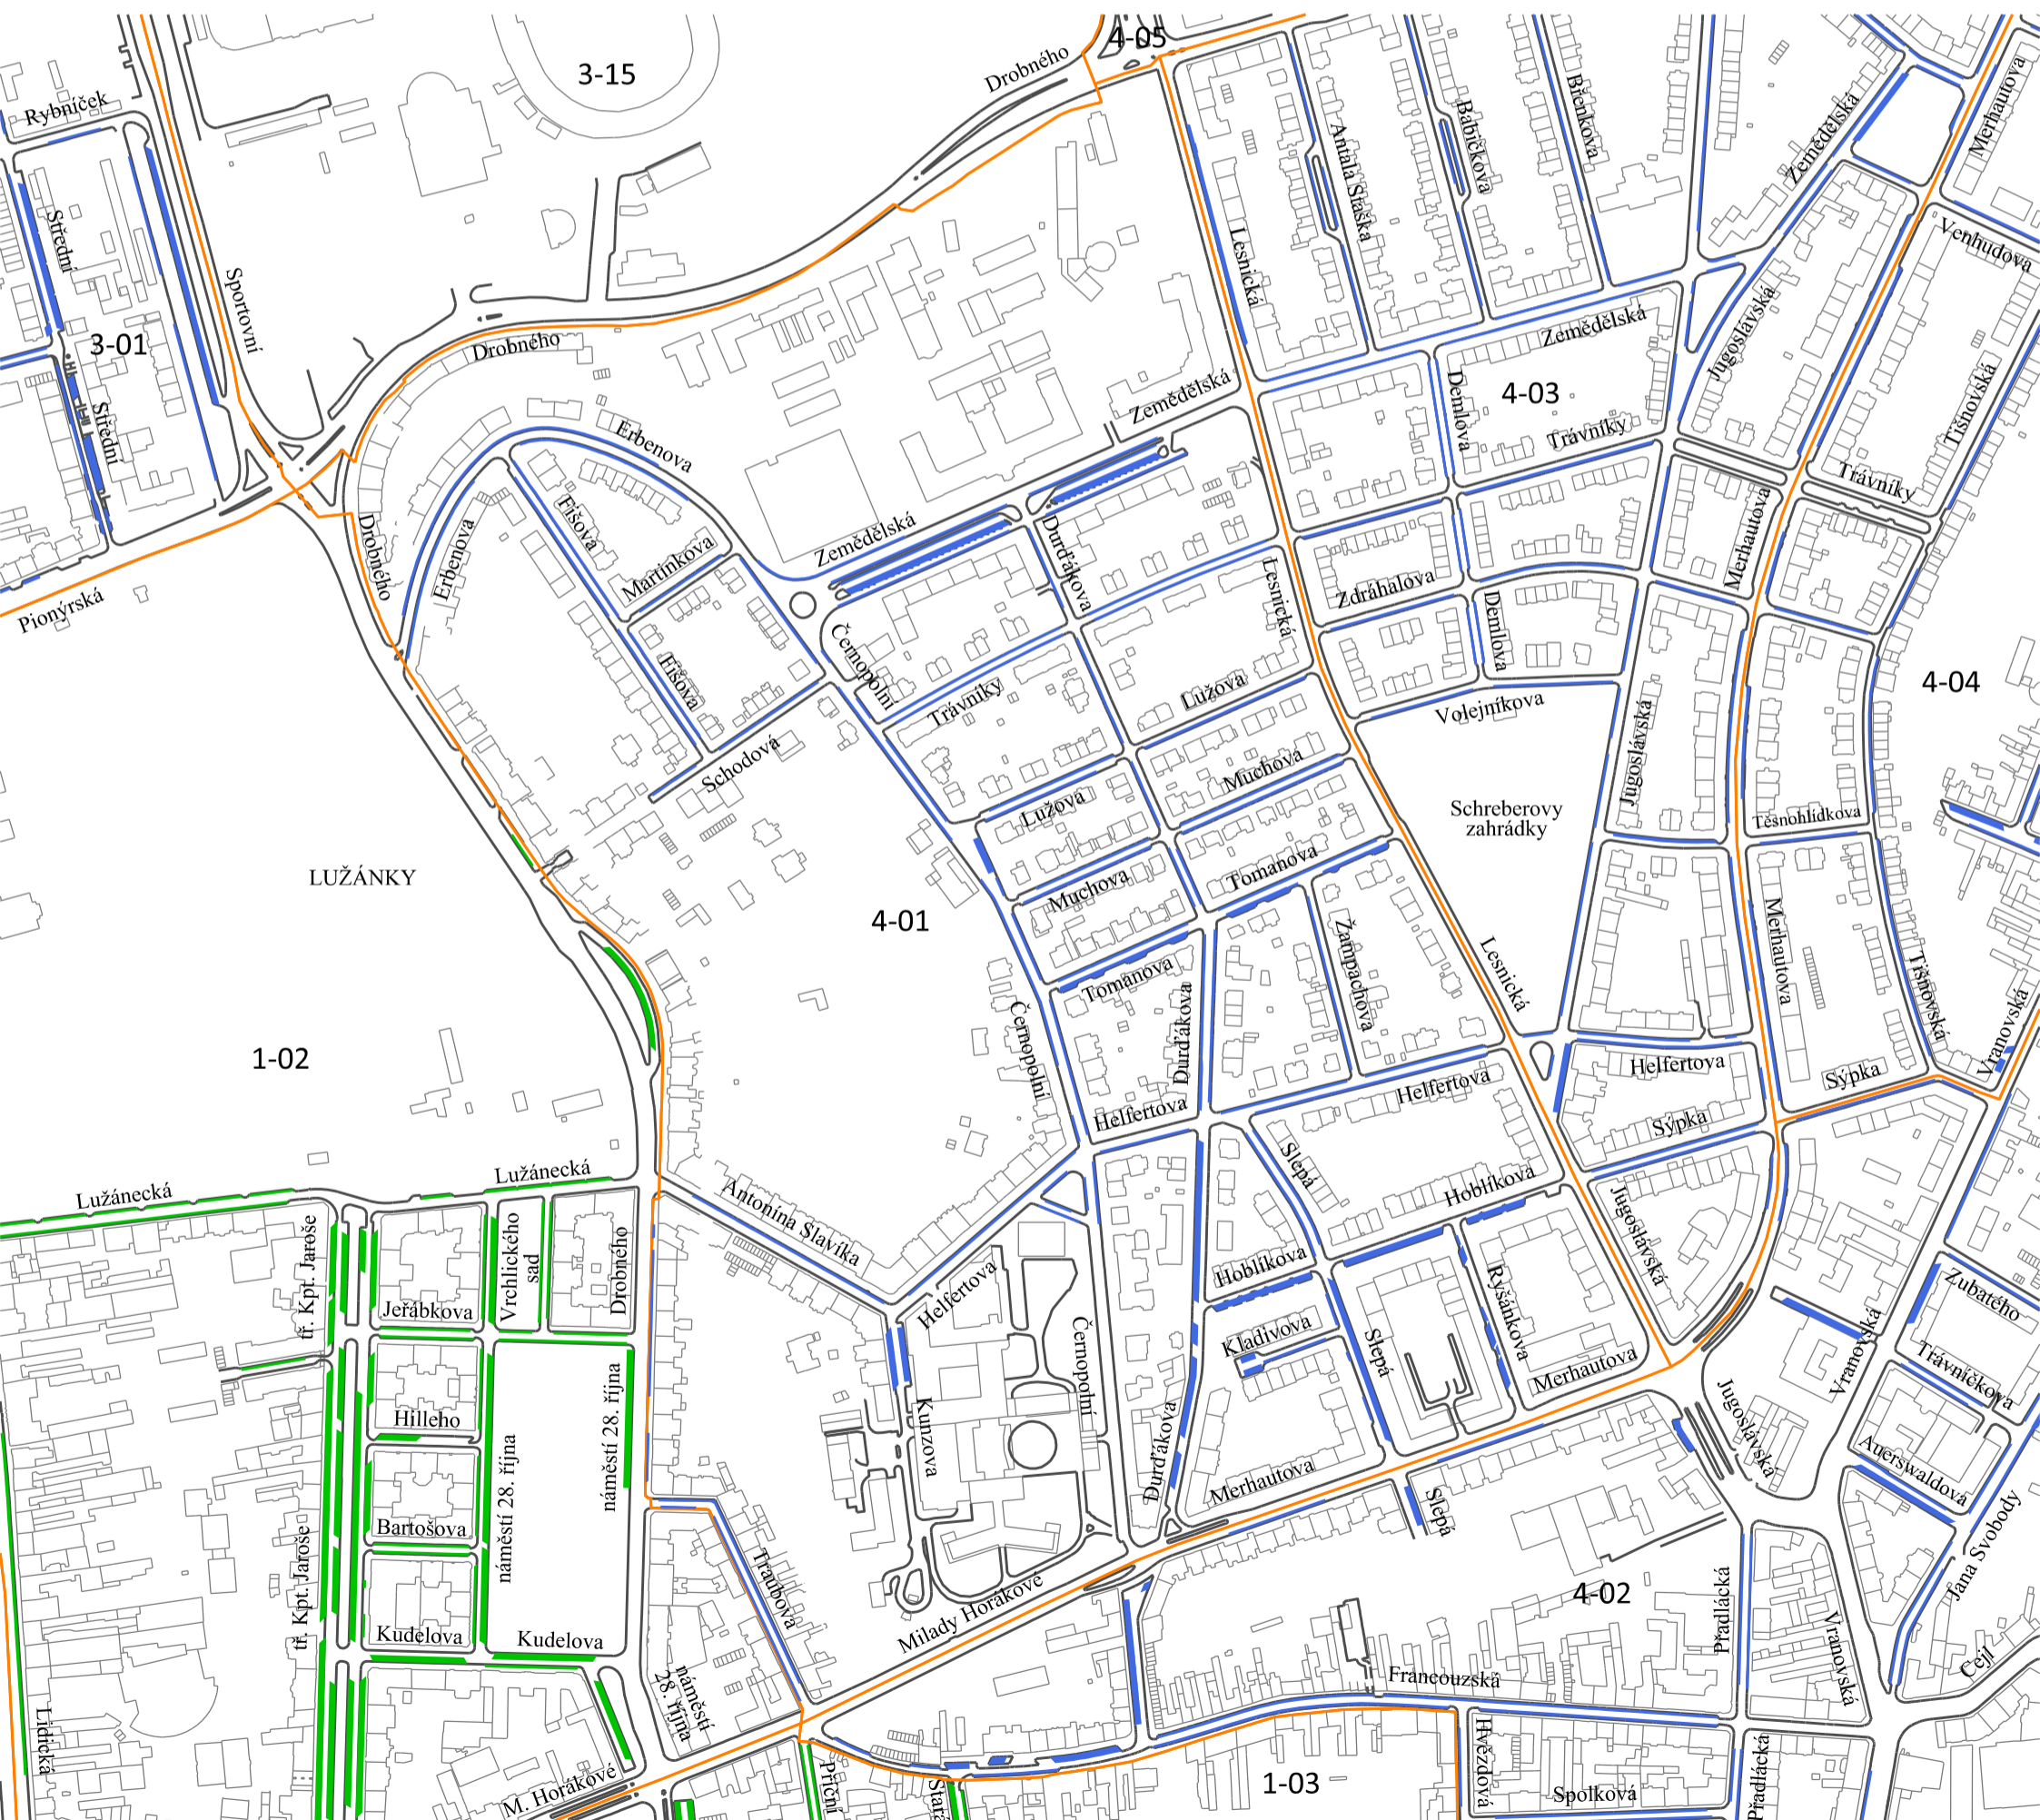 4-05
3-15
Drobného
Rybníček
Merhautova
Babičkova
Břenkova
Zemědělská
Antala Staška
Střední
Venhudova
Lesnická
Sportovní
3-01
Drobného
Zemědělská
Jugoslávská
Zemědělská
Demlova
4-03
Tišnovská
Střední
Erbenova
Trávníky
Trávníky
Fišova
Zemědělská
Merhautova
Drobného
Erbenova
Martinkova
Durďákova
Lesnická
Zdráhalova
Pionýrská
Demlova
Černopolní
Fišova
4-04
Lužova
Trávníky
Volejníkova
Jugoslávská
Schodová
Muchova
Lužova
Schreberovy
zahrádky
Těsnohlídkova
LUŽÁNKY
Tomanova
Muchova
4-01
Merhautova
Žampachova
Lesnická
Tomanova
Tišnovská
Durďákova
Černopolní
Vranovská
1-02
Helfertova
Helfertova
Sýpka
Helfertova
Sýpka
Slepá
Lužánecká
Lužánecká
Hoblíkova
Antonína Slavíka
Jugoslávská
tř. Kpt. Jaroše
Vrchlického
sad
Drobného
Hoblíkova
Helfertova
Zubatého
Jeřábkova
Ryšánkova
Kladivova
Černopolní
Slepá
Vranovská
Merhautova
Trávníčkova
náměstí 28. října
Hilleho
Kunzova
Jugoslávská
Durďákova
Auerswaldova
Merhautova
Slepá
náměstí 28. října
Bartošova
Jana Svobody
tř. Kpt. Jaroše
Traubova
Milady Horákové
4-02
Přadlácká
Vranovská
Kudelova
Kudelova
Cejl
Francouzská
náměstí
28. října
Lidická
Hvězdová
Přadlácká
M. Horákové
Příční
Stará
1-03
Spolková